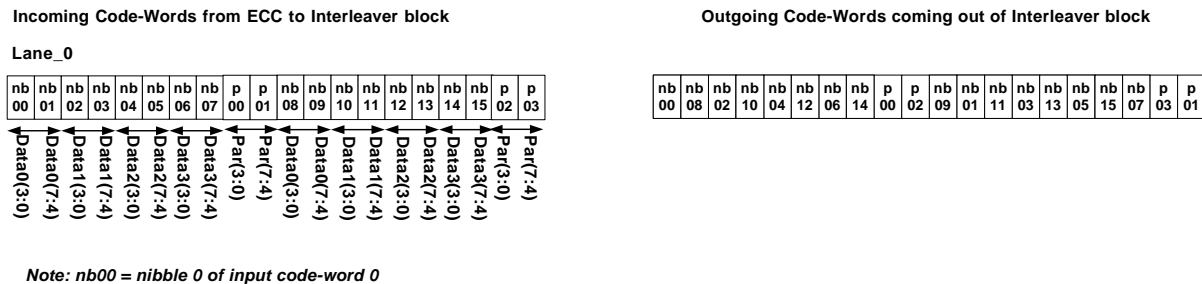 Incoming Code-Words from ECC to Interleaver block
Outgoing Code-Words coming out of Interleaver block
Lane_0
nb 00 nb 01 nb 02 nb 03 nb 04 nb 05 nb 06 nb 07 p 00 p 01 nb 08 nb 09 nb 10 nb 11 nb 12 nb 13 nb 14 nb 15 p 02 p 03
nb 00 nb 08 nb 02 nb 10 nb 04 nb 12 nb 06 nb 14 p 00 p 02 nb 09 nb 01 nb 11 nb 03 nb 13 nb 05 nb 15 nb 07 p 03 p 01
Data0(3:0)
Data0(7:4)
Data1(3:0)
Data1(7:4)
Data2(3:0)
Data2(7:4)
Data3(3:0)
Data3(7:4)
Par(3:0)
Par(7:4)
Data0(3:0)
Data0(7:4)
Data1(3:0)
Data1(7:4)
Data2(3:0)
Data2(7:4)
Data3(3:0)
Data3(7:4)
Par(3:0)
Par(7:4)
Note: nb00 = nibble 0 of input code-word 0